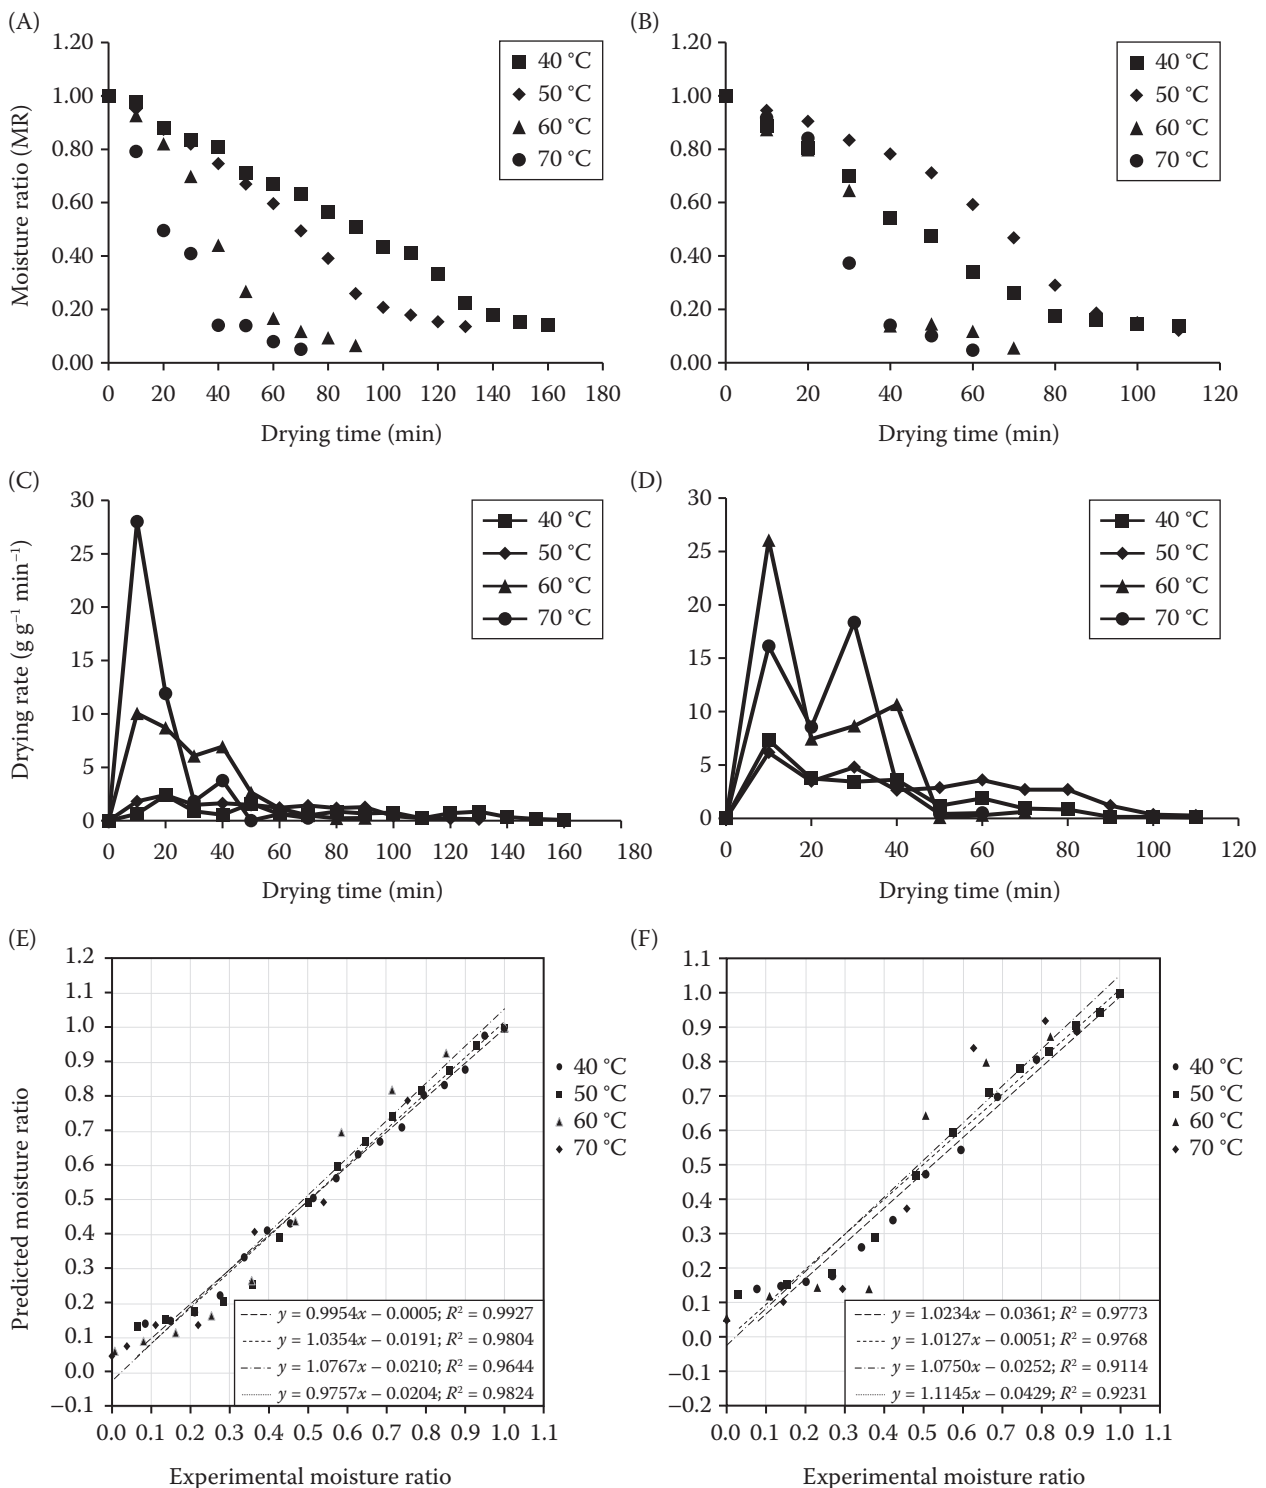 (A)
1.20
1.00
0.80
0.60
0.40
0.20
0.00
Moisture ratio (MR)
40 °C
50 °C
60 °C
70 °C
0 20 40 60 80 100 120 140 160 180
Drying time (min)
(B)
1.20
1.00
0.80
0.60
0.40
0.20
0.00
40 °C
50 °C
60 °C
70 °C
0 20 40 60 80 100 120
Drying time (min)
(C)
30
25
20
15
10
5
0
Drying rate (g g⁻¹ min⁻¹)
40 °C
50 °C
60 °C
70 °C
0 20 40 60 80 100 120 140 160 180
Drying time (min)
(D)
30
25
20
15
10
5
0
40 °C
50 °C
60 °C
70 °C
0 20 40 60 80 100 120
Drying time (min)
(E)
1.2
1.1
1.0
0.9
0.8
0.7
0.6
0.5
0.4
0.3
0.2
0.1
0.0
−0.1
Predicted moisture ratio
40 °C
50 °C
60 °C
70 °C
y = 0.9954x − 0.0005; R² = 0.9927
y = 1.0354x − 0.0191; R² = 0.9804
y = 1.0767x − 0.0210; R² = 0.9644
y = 0.9757x − 0.0204; R² = 0.9824
0.0 0.1 0.2 0.3 0.4 0.5 0.6 0.7 0.8 0.9 1.0 1.1
Experimental moisture ratio
(F)
1.1
1.0
0.9
0.8
0.7
0.6
0.5
0.4
0.3
0.2
0.1
0.0
−0.1
−0.2
40 °C
50 °C
60 °C
70 °C
y = 1.0234x − 0.0361; R² = 0.9773
y = 1.0127x − 0.0051; R² = 0.9768
y = 1.0750x − 0.0252; R² = 0.9114
y = 1.1145x − 0.0429; R² = 0.9231
0.0 0.1 0.2 0.3 0.4 0.5 0.6 0.7 0.8 0.9 1.0 1.1
Experimental moisture ratio